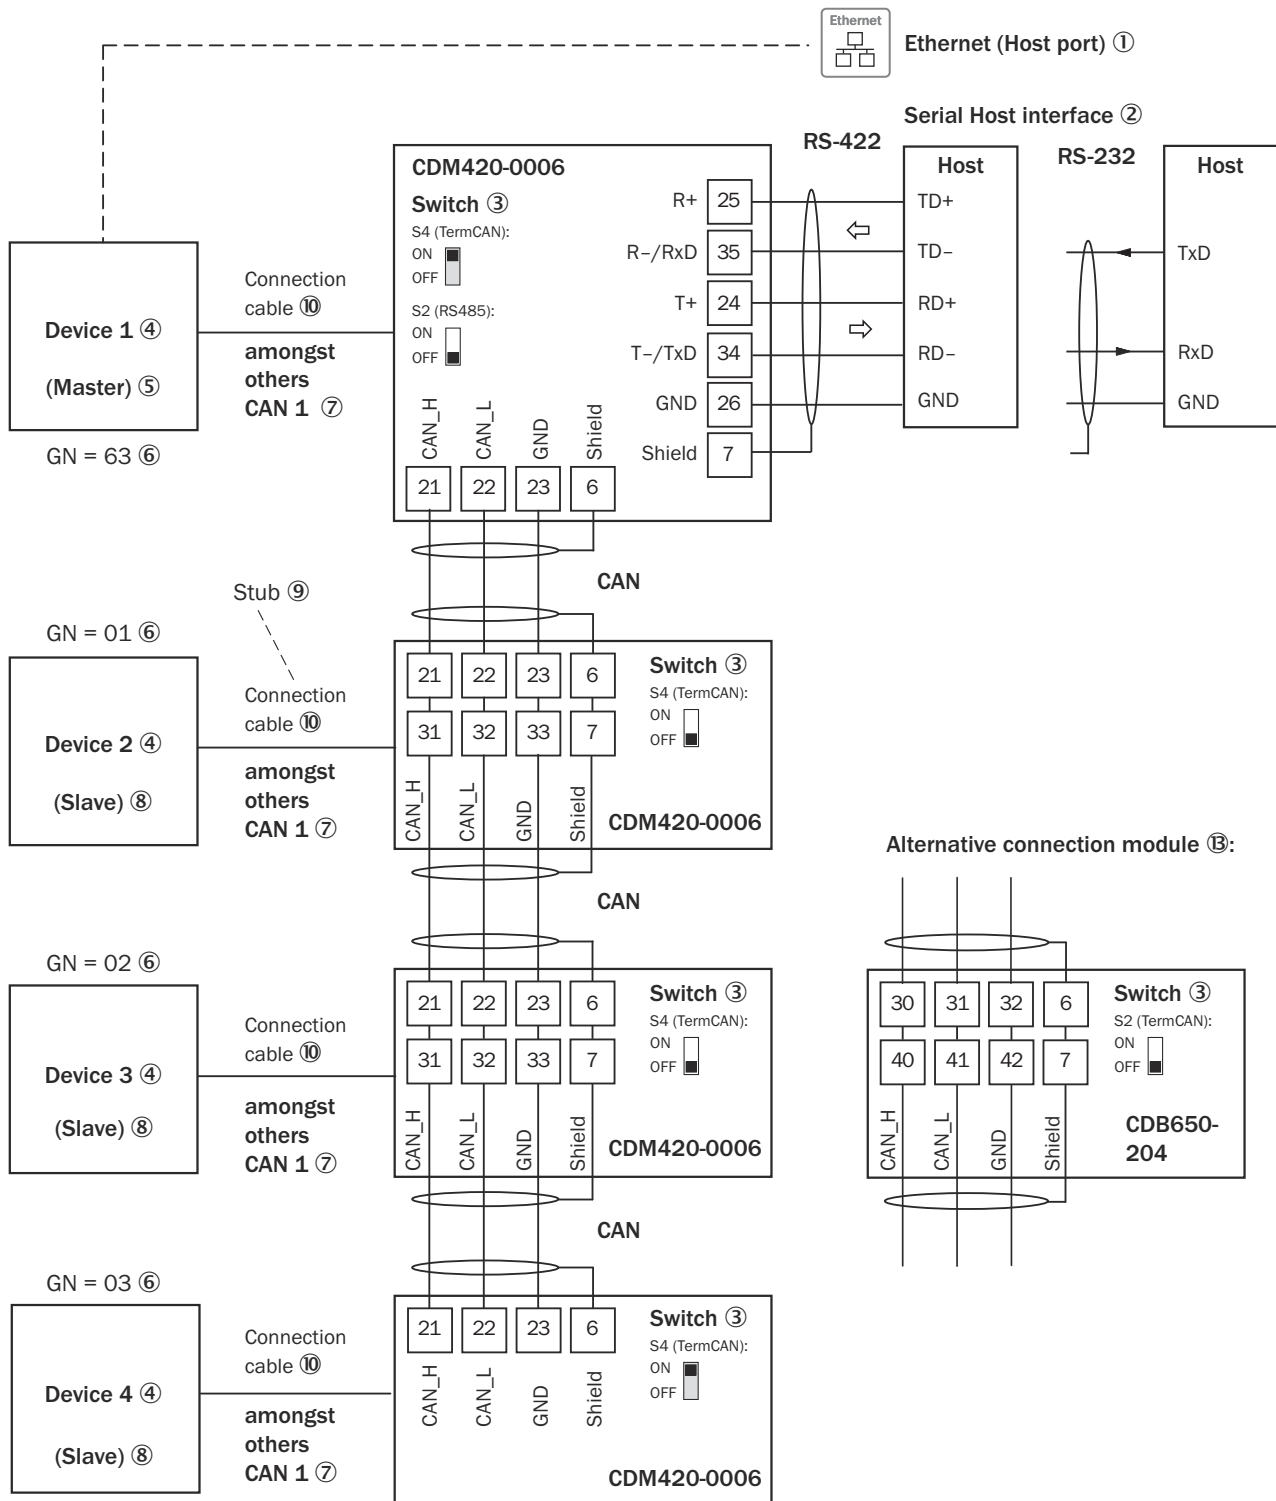 Ethernet
Ethernet (Host port) ①
Serial Host interface ②
RS-422
RS-232
CDM420-0006
Switch ③
S4 (TermCAN):
ON
OFF
S2 (RS485):
ON
OFF
R+ 25
R–/RxD 35
T+ 24
T–/TxD 34
GND 26
Shield 7
Host
TD+
TD–
RD+
RD–
GND
Host
TxD
RxD
GND
Device 1 ④
(Master) ⑤
GN = 63 ⑥
Connection
cable ⑩
amongst
others
CAN 1 ⑦
CAN_H
CAN_L
GND
Shield
21 22 23 6
CAN
Stub ⑨
GN = 01 ⑥
Device 2 ④
(Slave) ⑧
Connection
cable ⑩
amongst
others
CAN 1 ⑦
21 22 23 6
31 32 33 7
CAN_H
CAN_L
GND
Shield
Switch ③
S4 (TermCAN):
ON
OFF
CDM420-0006
CAN
GN = 02 ⑥
Device 3 ④
(Slave) ⑧
Connection
cable ⑩
amongst
others
CAN 1 ⑦
21 22 23 6
31 32 33 7
CAN_H
CAN_L
GND
Shield
Switch ③
S4 (TermCAN):
ON
OFF
CDM420-0006
CAN
GN = 03 ⑥
Device 4 ④
(Slave) ⑧
Connection
cable ⑩
amongst
others
CAN 1 ⑦
21 22 23 6
CAN_H
CAN_L
GND
Shield
Switch ③
S4 (TermCAN):
ON
OFF
CDM420-0006
Alternative connection module ⑬:
30 31 32 6
40 41 42 7
CAN_H
CAN_L
GND
Shield
Switch ③
S2 (TermCAN):
ON
OFF
CDB650-
204